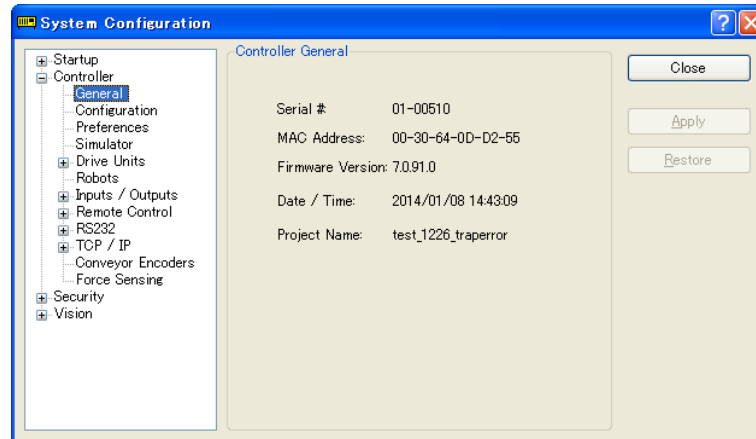 System Configuration
Startup
Controller
General
Configuration
Preferences
Simulator
Drive Units
Robots
Inputs / Outputs
Remote Control
RS232
TCP / IP
Conveyor Encoders
Force Sensing
Security
Vision
Controller General
Serial #: 01-00510
MAC Address: 00-30-64-0D-D2-55
Firmware Version: 7.0.91.0
Date / Time: 2014/01/08 14:43:09
Project Name: test_1226_traperror
Close
Apply
Restore